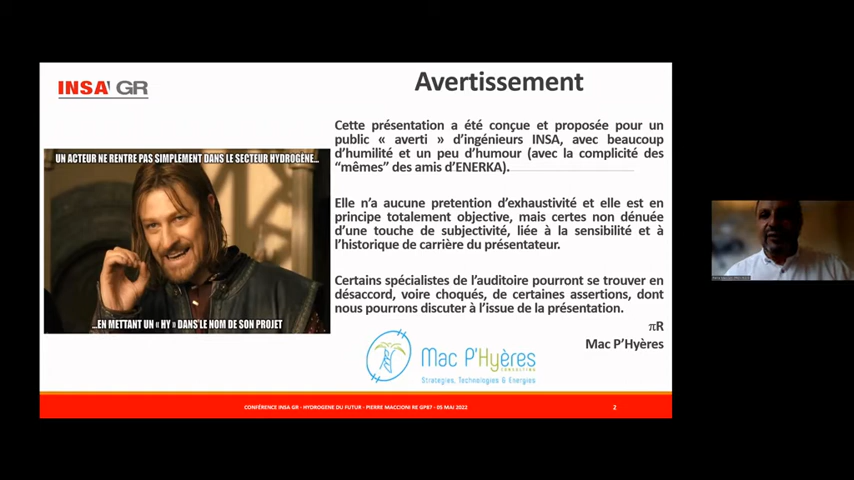 INSA GR
Avertissement
Cette présentation a été conçue et proposée pour un
public « averti » d'ingénieurs INSA, avec beaucoup
d'humilité et un peu d'humour (avec la complicité des
"mêmes" des amis d'ENERKA).
UN ACTEUR NE RENTRE PAS SIMPLEMENT DANS LE SECTEUR HYDROGÈNE...
...EN METTANT UN « HY » DANS LE NOM DE SON PROJET
Elle n'a aucune pretention d'exhaustivité et elle est en
principe totalement objective, mais certes non dénuée
d'une touche de subjectivité, liée à la sensibilité et à
l'historique de carrière du présentateur.
Certains spécialistes de l'auditoire pourront se trouver en
désaccord, voire choqués, de certaines assertions, dont
nous pourrons discuter à l'issue de la présentation.
πR
Mac P'Hyères
Mac P'Hyères
CONSULTING
Stratégies, Technologies & Energies
CONFÉRENCE INSA GR - HYDROGENE DU FUTUR - PIERRE MACCIONI RE GP87 - 05 MAI 2022
2